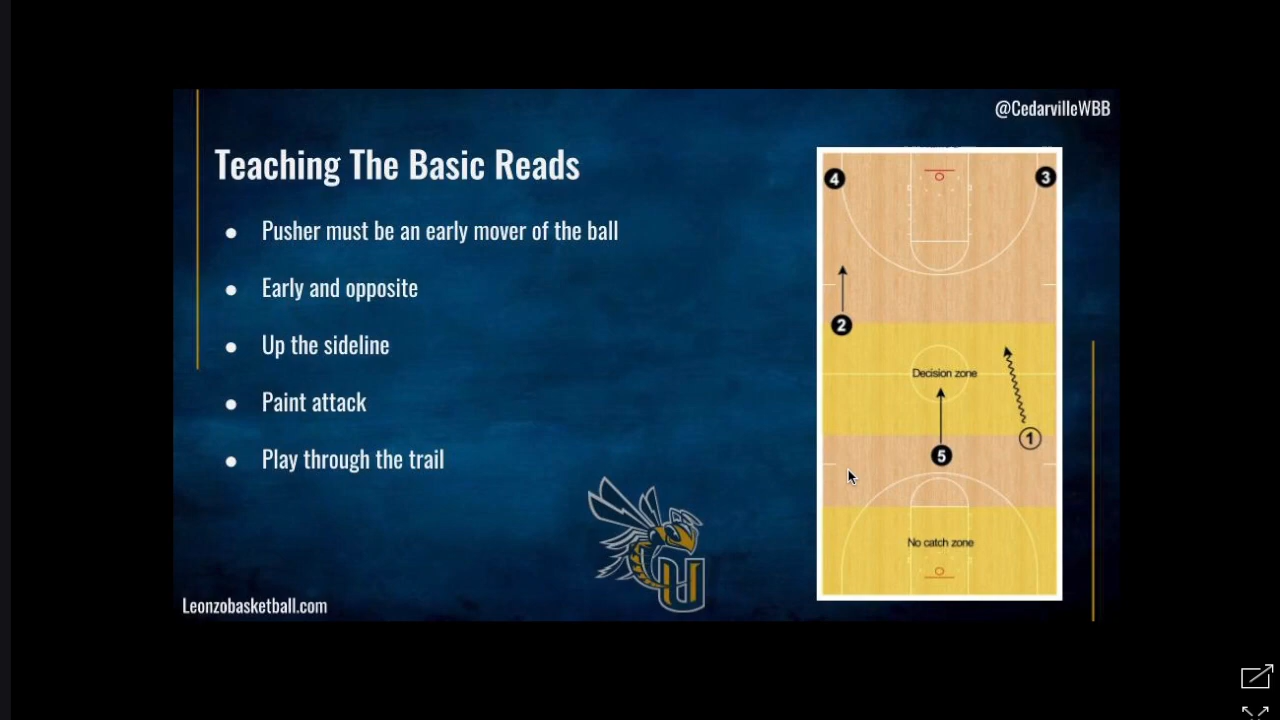 @CedarvilleWBB
Teaching The Basic Reads
● Pusher must be an early mover of the ball
● Early and opposite
● Up the sideline
● Paint attack
● Play through the trail
4
3
2
Decision zone
1
5
No catch zone
U
Leonzobasketball.com